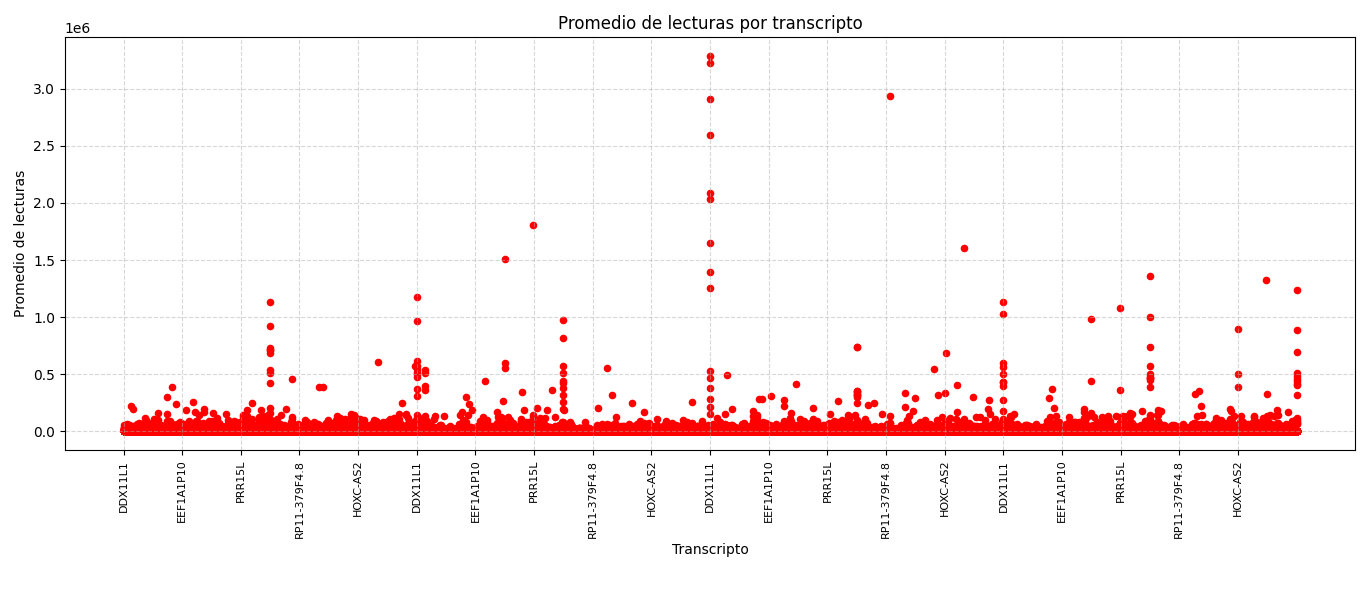 Promedio de lecturas por transcripto
1e6
3.0
2.5
2.0
1.5
1.0
0.5
0.0
Promedio de lecturas
DDX11L1
EEF1A1P10
PRR15L
RP11-379F4.8
HOXC-AS2
DDX11L1
EEF1A1P10
PRR15L
RP11-379F4.8
HOXC-AS2
DDX11L1
EEF1A1P10
PRR15L
RP11-379F4.8
HOXC-AS2
DDX11L1
EEF1A1P10
PRR15L
RP11-379F4.8
HOXC-AS2
Transcripto